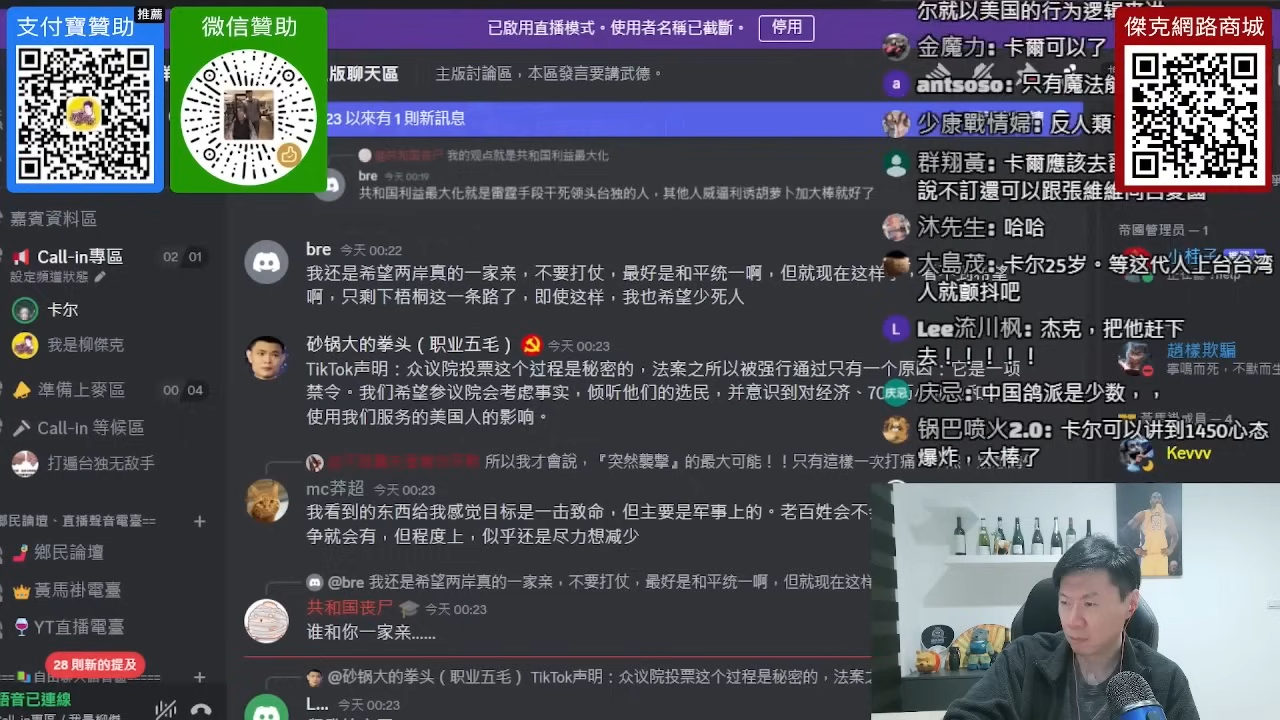 支付寶贊助
推薦
微信贊助
已啟用直播模式。使用者名稱已截斷。
停用
傑克網路商城
版聊天區
主版討論區，本區發言要講武德。
23 以來有 1 則新訊息
我的观点就是共和国利益最大化
bre 今天 00:19
共和国利益最大化就是雷霆手段干死领头台独的人，其他人威逼利诱胡萝卜加大棒就好了
嘉賓資料區
Call-in專區 02 01
設定頻道狀態
卡尔
我是柳傑克
準備上麥區 00 04
Call-in 等候區
打遍台独无敌手
鄉民論壇、直播聲音電臺==
鄉民論壇
黃馬褂電臺
YT直播電臺
28 則新的提及
語音已連線
bre 今天 00:22
我还是希望两岸真的一家亲，不要打仗，最好是和平统一啊，但就现在这样
啊，只剩下梧桐这一条路了，即使这样，我也希望少死人
砂锅大的拳头（职业五毛） 今天 00:23
TikTok声明：众议院投票这个过程是秘密的，法案之所以被强行通过只有一个原因：它是一项
禁令。我们希望参议院会考虑事实，倾听他们的选民，并意识到对经济、70
使用我们服务的美国人的影响。
所以我才會說，『突然襲擊』的最大可能！！只有這樣一次打痛
mc莽超 今天 00:23
我看到的东西给我感觉目标是一击致命，但主要是军事上的。老百姓会不
争就会有，但程度上，似乎还是尽力想减少
@bre 我还是希望两岸真的一家亲，不要打仗，最好是和平统一啊，但就现在这样
共和国丧尸 今天 00:23
谁和你一家亲......
@砂锅大的拳头（职业五毛） TikTok声明：众议院投票这个过程是秘密的，法案
L... 今天 00:23
尔就以美国的行为逻辑来讲
金魔力: 卡爾可以了
antsoso: 只有魔法能
少康戰情婦: 反人類
群翔黃: 卡爾應該去
說不訂還可以跟張維維同台愛國
沐先生: 哈哈
大島茂: 卡尔25岁。等这代人上台台湾
人就颤抖吧
Lee流川枫: 杰克，把他赶下
去！！！！！
庆忌: 中国鸽派是少数，，
锅巴喷火2.0: 卡尔可以讲到1450心态
爆炸，太棒了
帝國管理员 — 1
小桂子
趙樣欺騙
寧鳴而死，不默而生
Kevvv